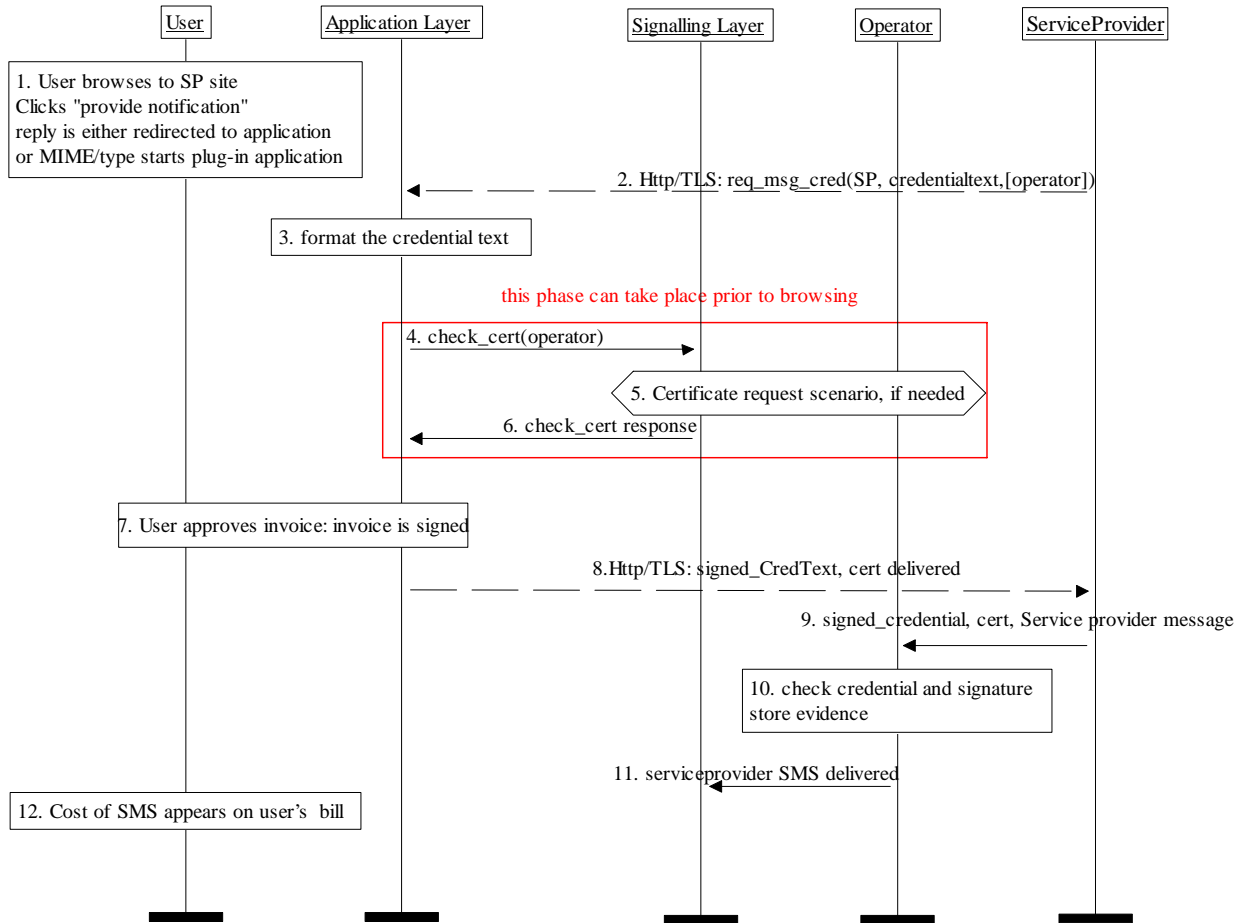 User
Application Layer
Signalling Layer
Operator
ServiceProvider
1. User browses to SP site
Clicks "provide notification"
reply is either redirected to application
or MIME/type starts plug-in application
2. Http/TLS: req_msg_cred(SP, credentialtext,[operator])
3. format the credential text
this phase can take place prior to browsing
4. check_cert(operator)
5. Certificate request scenario, if needed
6. check_cert response
7. User approves invoice: invoice is signed
8.Http/TLS: signed_CredText, cert delivered
9. signed_credential, cert, Service provider message
10. check credential and signature
store evidence
11. serviceprovider SMS delivered
12. Cost of SMS appears on user’s  bill